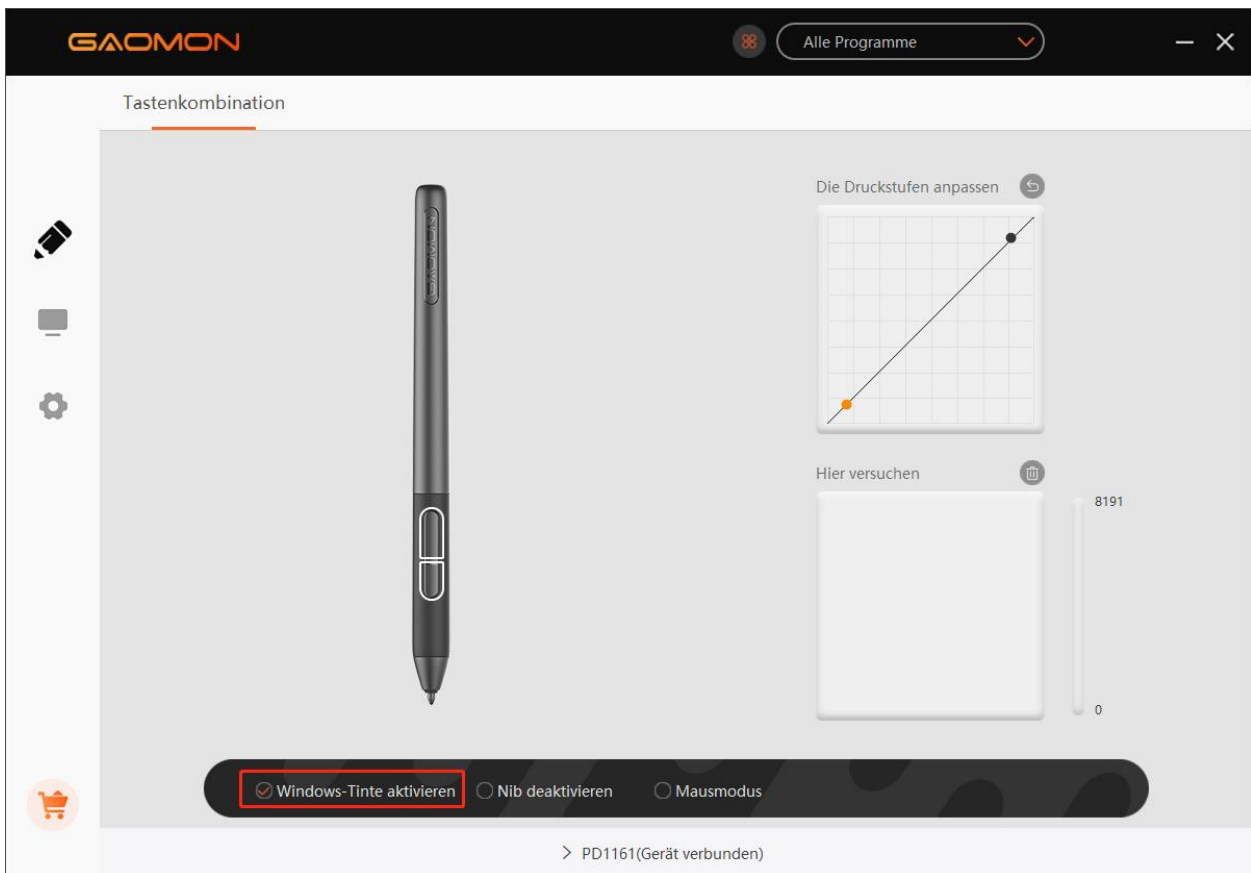 GAOMON
Alle Programme
Tastenkombination
Die Druckstufen anpassen
GAOMON
Hier versuchen
8191
0
Windows-Tinte aktivieren
Nib deaktivieren
Mausmodus
PD1161(Gerät verbunden)